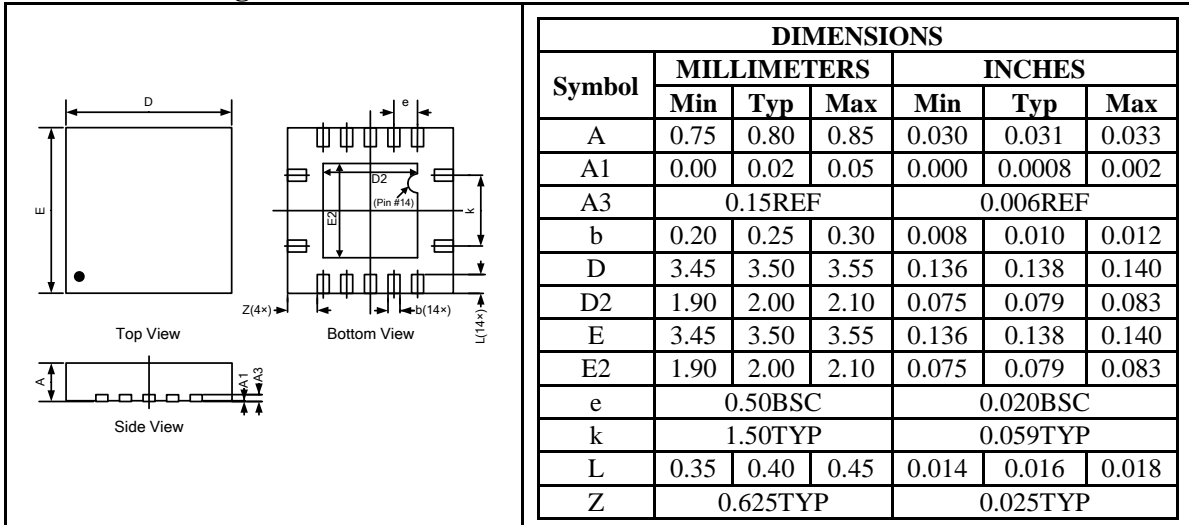 D
E
Top View
A
A1
A3
Side View
e
D2
(Pin #14)
E2
k
Z(4×)
b(14×)
L(14×)
Bottom View
DIMENSIONS
Symbol MILLIMETERS INCHES
Min Typ Max Min Typ Max
A 0.75 0.80 0.85 0.030 0.031 0.033
A1 0.00 0.02 0.05 0.000 0.0008 0.002
A3 0.15REF 0.006REF
b 0.20 0.25 0.30 0.008 0.010 0.012
D 3.45 3.50 3.55 0.136 0.138 0.140
D2 1.90 2.00 2.10 0.075 0.079 0.083
E 3.45 3.50 3.55 0.136 0.138 0.140
E2 1.90 2.00 2.10 0.075 0.079 0.083
e 0.50BSC 0.020BSC
k 1.50TYP 0.059TYP
L 0.35 0.40 0.45 0.014 0.016 0.018
Z 0.625TYP 0.025TYP